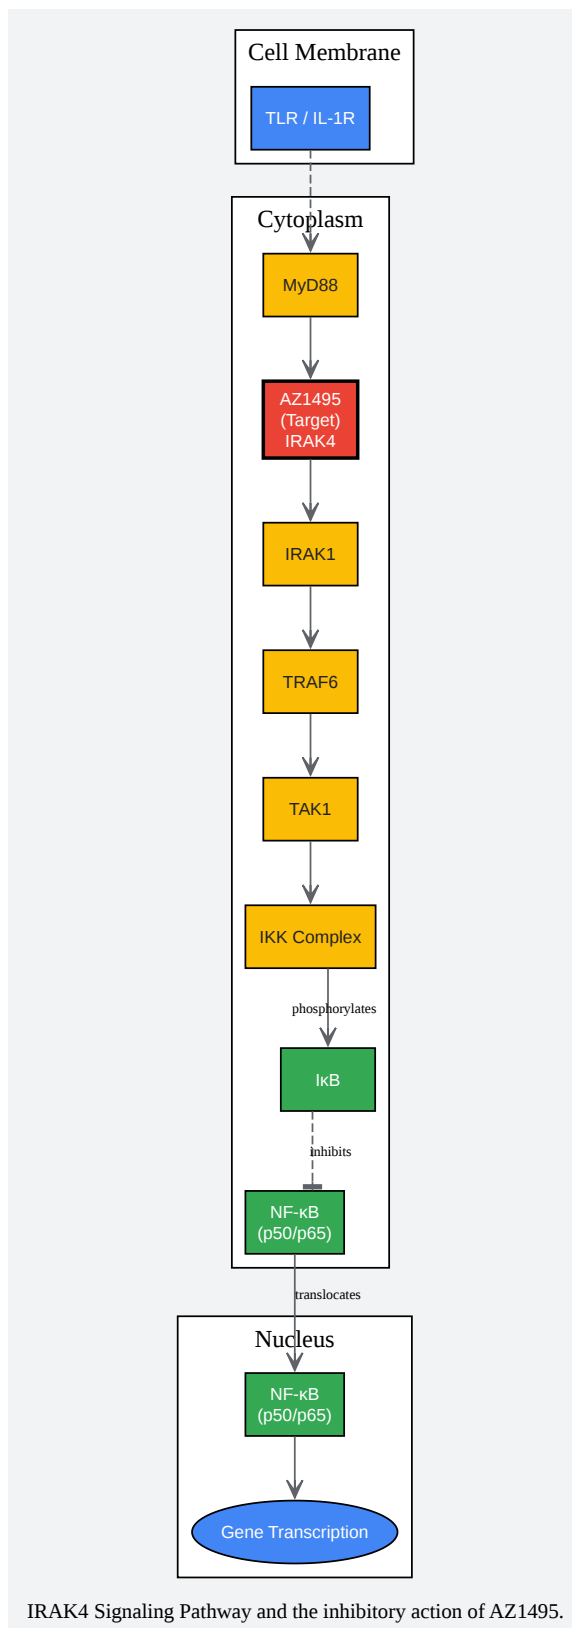 Cell Membrane
TLR / IL-1R
Cytoplasm
MyD88
AZ1495
(Target)
IRAK4
IRAK1
TRAF6
TAK1
IKK Complex
phosphorylates
IκB
inhibits
NF-κB
(p50/p65)
translocates
Nucleus
NF-κB
(p50/p65)
Gene Transcription
IRAK4 Signaling Pathway and the inhibitory action of AZ1495.